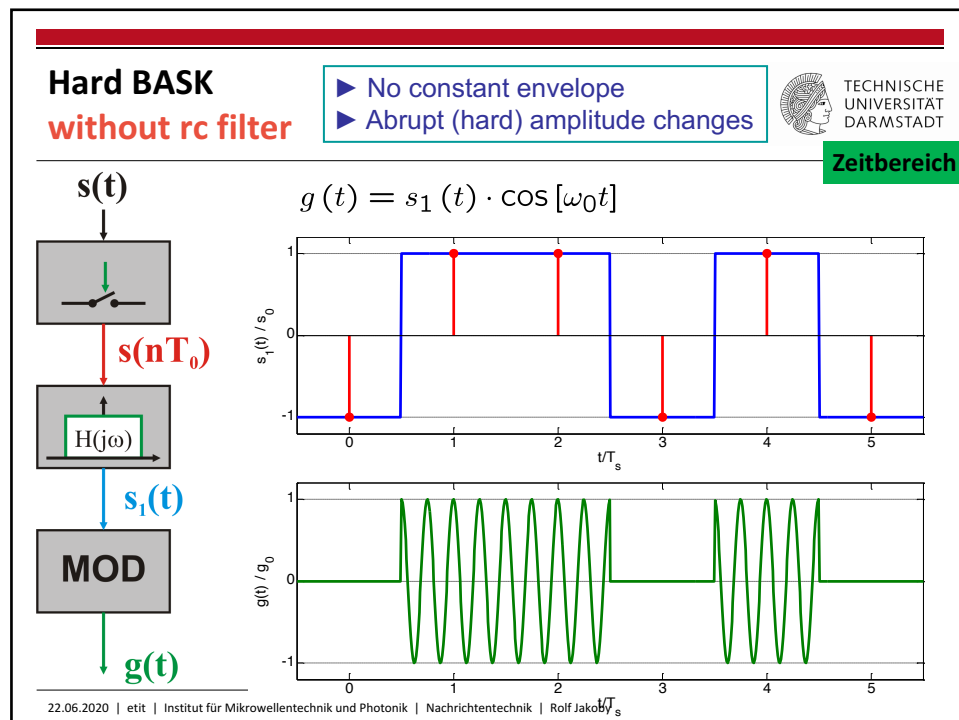 Hard BASK
without rc filter
► No constant envelope
► Abrupt (hard) amplitude changes
TECHNISCHE
UNIVERSITÄT
DARMSTADT
Zeitbereich
s(t)
g (t) = s₁ (t) · cos [ω₀t]
s(nT₀)
H(jω)
s₁(t)
MOD
g(t)
s₁(t) / s₀
1
0
-1
0 1 2 3 4 5
t/Tₛ
g(t) / g₀
1
0
-1
0 1 2 3 4 5
t/Tₛ
22.06.2020 | etit | Institut für Mikrowellentechnik und Photonik | Nachrichtentechnik | Rolf Jakoby